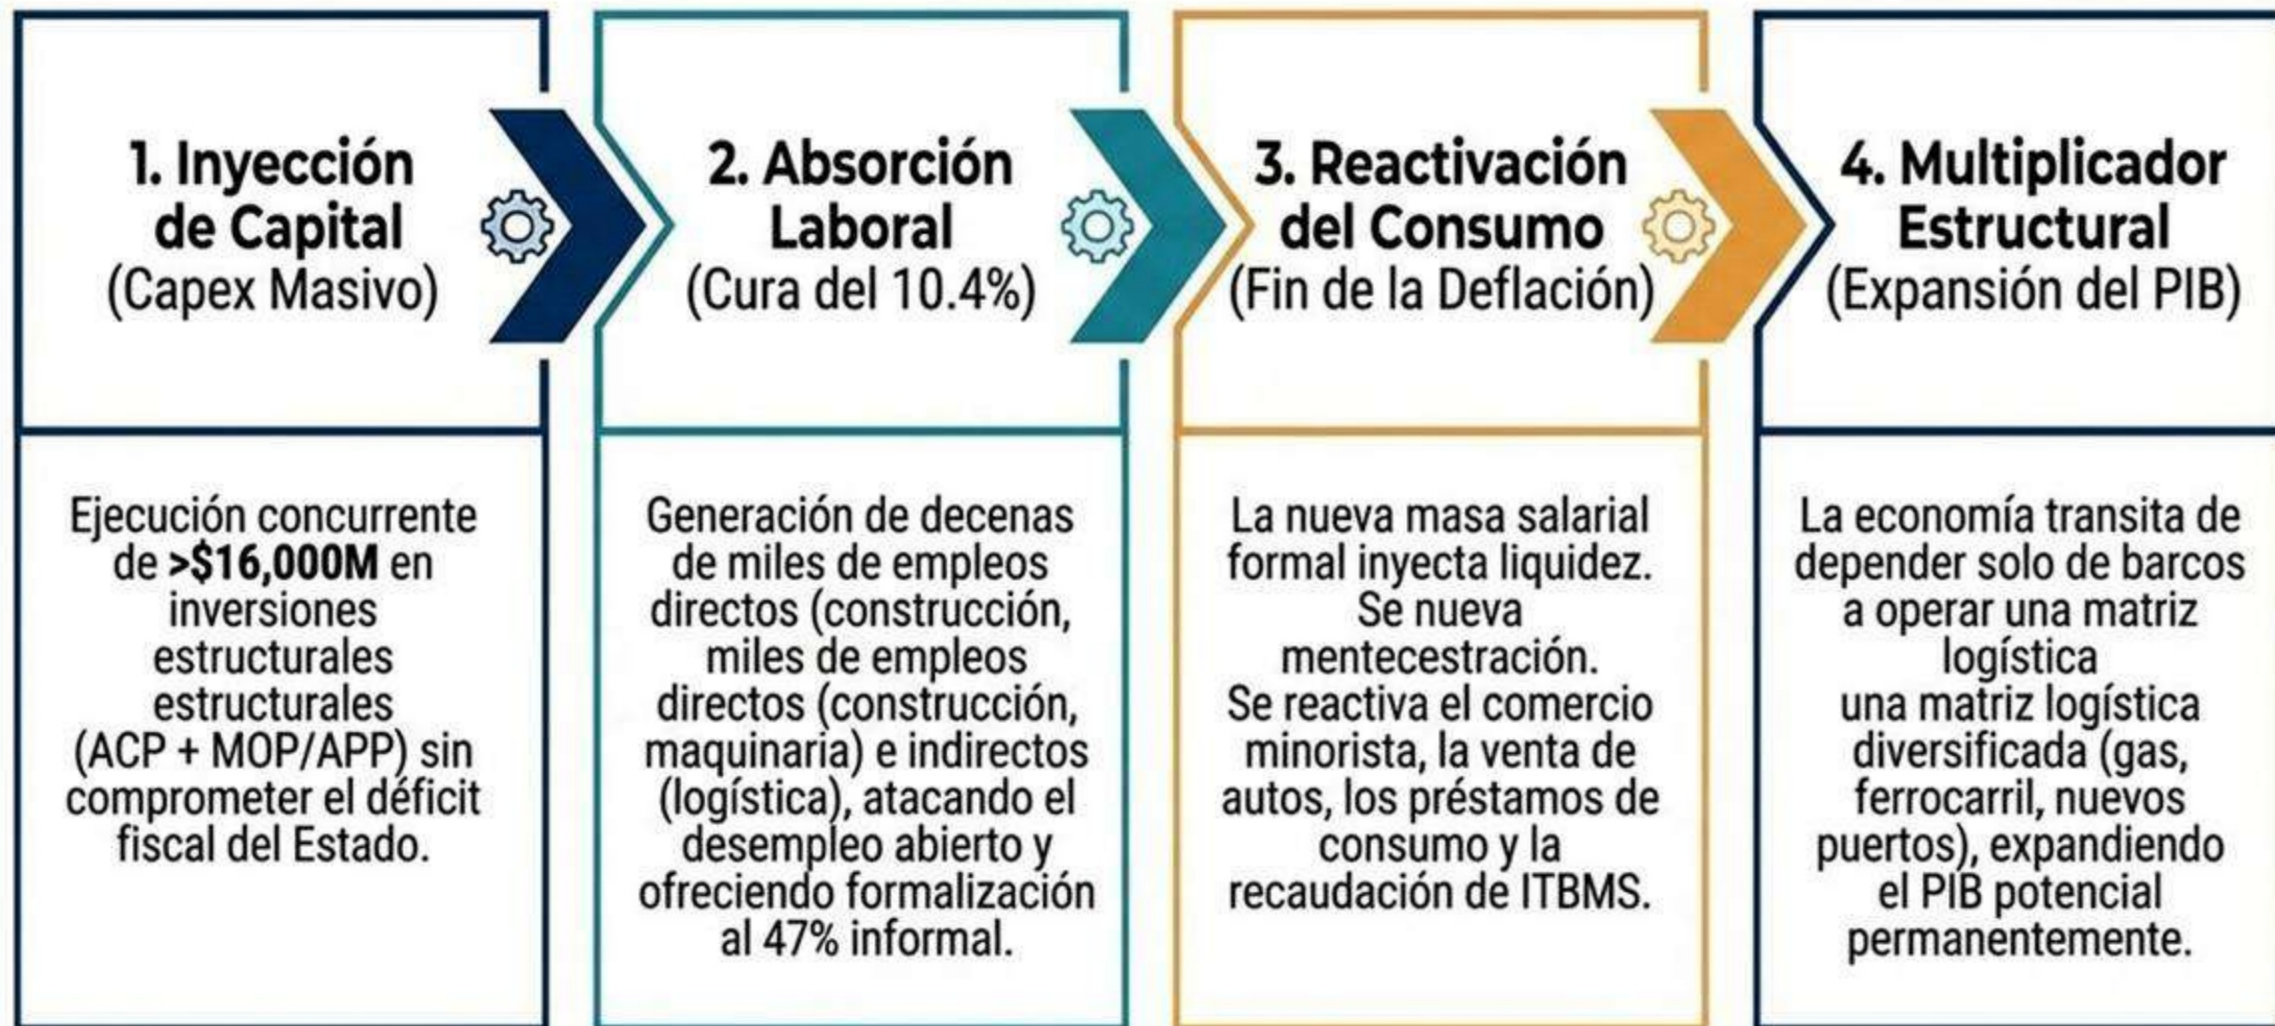 1. Inyección
de Capital
(Capex Masivo)
Ejecución concurrente
de >$16,000M en
inversiones
estructurales
estructurales
(ACP + MOP/APP) sin
comprometer el déficit
fiscal del Estado.
2. Absorción
Laboral
(Cura del 10.4%)
Generación de decenas
de miles de empleos
directos (construcción,
miles de empleos
directos (construcción,
maquinaria) e indirectos
(logística), atacando el
desempleo abierto y
ofreciendo formalización
al 47% informal.
3. Reactivación
del Consumo
(Fin de la Deflación)
La nueva masa salarial
formal inyecta liquidez.
Se nueva
mentecestración.
Se reactiva el comercio
minorista, la venta de
autos, los préstamos de
consumo y la
recaudación de ITBMS.
4. Multiplicador
Estructural
(Expansión del PIB)
La economía transita de
depender solo de barcos
a operar una matriz
logística
una matriz logística
diversificada (gas,
ferrocarril, nuevos
puertos), expandiendo
el PIB potencial
permanentemente.